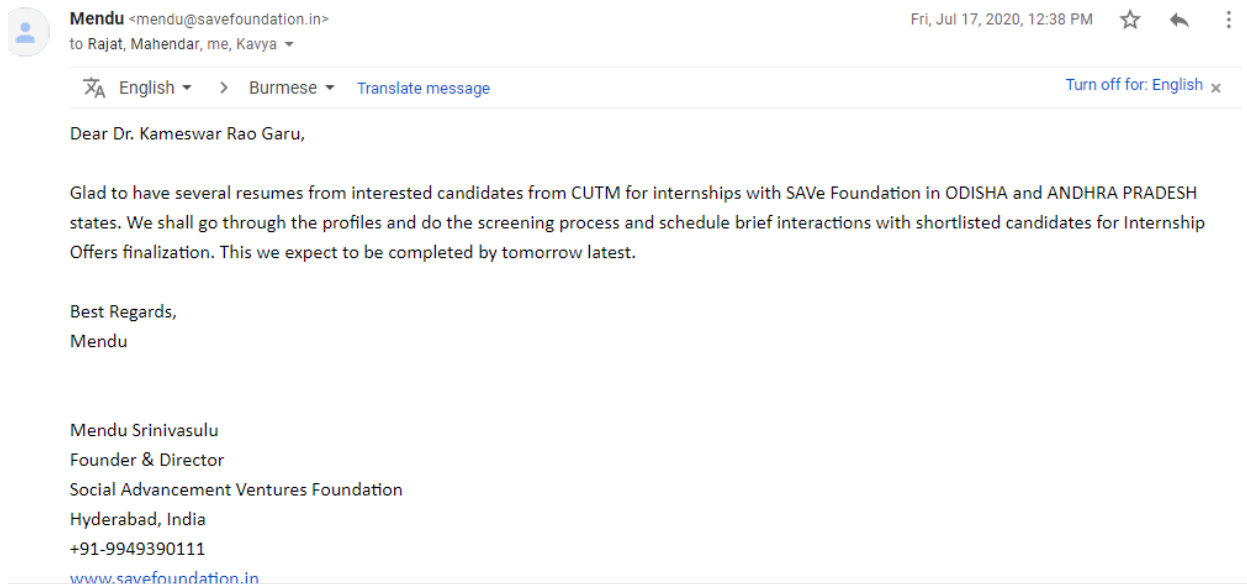 Mendu <mendu@savefoundation.in> Fri, Jul 17, 2020, 12:38 PM
to Rajat, Mahendar, me, Kavya
English > Burmese Translate message Turn off for: English x
Dear Dr. Kameswar Rao Garu,
Glad to have several resumes from interested candidates from CUTM for internships with SAVe Foundation in ODISHA and ANDHRA PRADESH
states. We shall go through the profiles and do the screening process and schedule brief interactions with shortlisted candidates for Internship
Offers finalization. This we expect to be completed by tomorrow latest.
Best Regards,
Mendu
Mendu Srinivasulu
Founder & Director
Social Advancement Ventures Foundation
Hyderabad, India
+91-9949390111
www.savefoundation.in